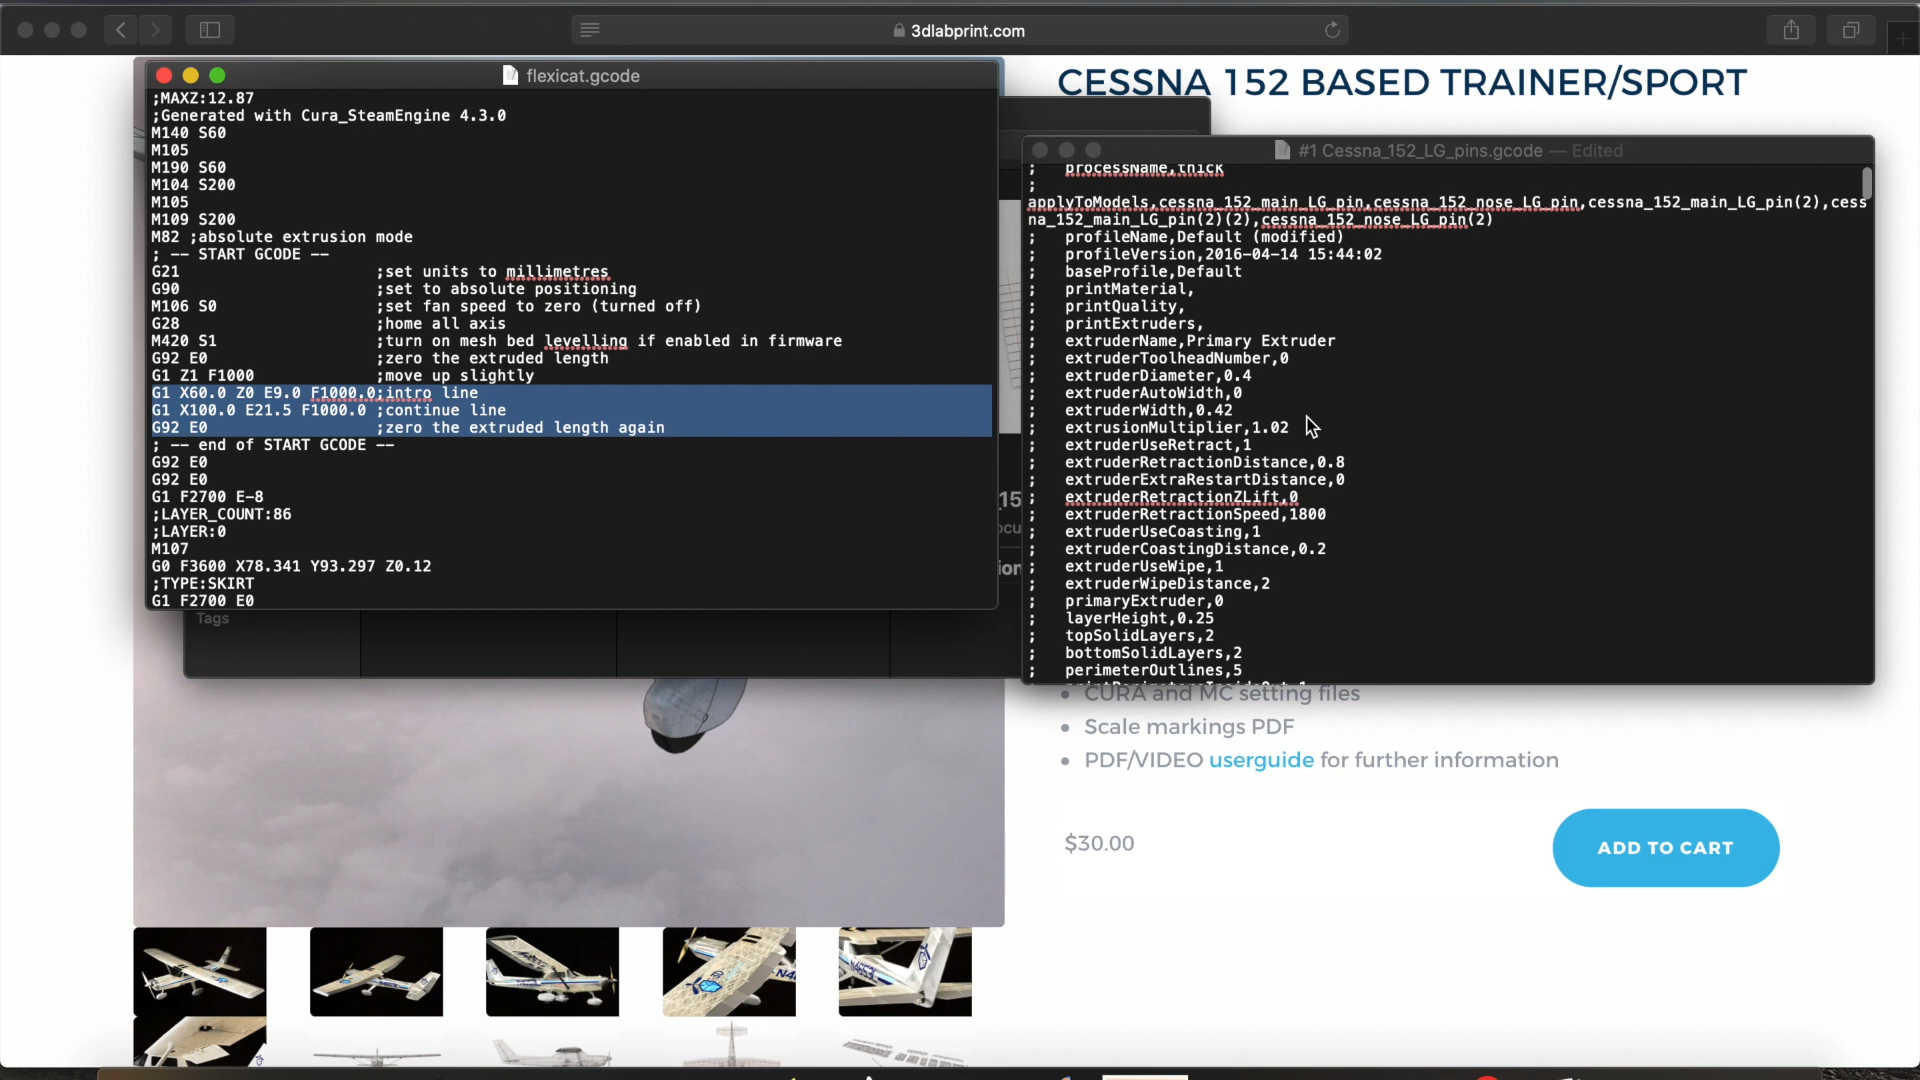 3dlabprint.com
flexicat.gcode
;MAXZ:12.87
;Generated with Cura_SteamEngine 4.3.0
M140 S60
M105
M190 S60
M104 S200
M105
M109 S200
M82 ;absolute extrusion mode
; -- START GCODE --
G21 ;set units to millimetres
G90 ;set to absolute positioning
M106 S0 ;set fan speed to zero (turned off)
G28 ;home all axis
M420 S1 ;turn on mesh bed levelling if enabled in firmware
G92 E0 ;zero the extruded length
G1 Z1 F1000 ;move up slightly
G1 X60.0 Z0 E9.0 F1000.0;intro line
G1 X100.0 E21.5 F1000.0 ;continue line
G92 E0 ;zero the extruded length again
; -- end of START GCODE --
G92 E0
G92 E0
G1 F2700 E-8
;LAYER_COUNT:86
;LAYER:0
M107
G0 F3600 X78.341 Y93.297 Z0.12
;TYPE:SKIRT
G1 F2700 E0
Tags
CESSNA 152 BASED TRAINER/SPORT
#1 Cessna_152_LG_pins.gcode — Edited
; processName,thick
;
applyToModels,cessna_152_main_LG_pin,cessna_152_nose_LG_pin,cessna_152_main_LG_pin(2),cess
na_152_main_LG_pin(2)(2),cessna_152_nose_LG_pin(2)
; profileName,Default (modified)
; profileVersion,2016-04-14 15:44:02
; baseProfile,Default
; printMaterial,
; printQuality,
; printExtruders,
; extruderName,Primary Extruder
; extruderToolheadNumber,0
; extruderDiameter,0.4
; extruderAutoWidth,0
; extruderWidth,0.42
; extrusionMultiplier,1.02
; extruderUseRetract,1
; extruderRetractionDistance,0.8
; extruderExtraRestartDistance,0
; extruderRetractionZLift,0
; extruderRetractionSpeed,1800
; extruderUseCoasting,1
; extruderCoastingDistance,0.2
; extruderUseWipe,1
; extruderWipeDistance,2
; primaryExtruder,0
; layerHeight,0.25
; topSolidLayers,2
; bottomSolidLayers,2
; perimeterOutlines,5
• CURA and MC setting files
• Scale markings PDF
• PDF/VIDEO userguide for further information
$30.00
ADD TO CART